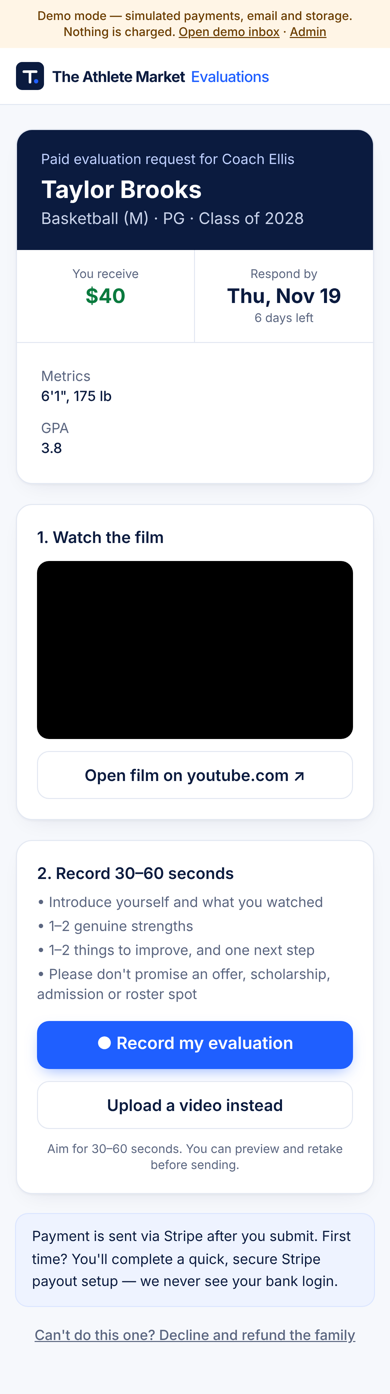 Demo mode — simulated payments, email and storage.
Nothing is charged. Open demo inbox · Admin
T.
The Athlete Market Evaluations
Paid evaluation request for Coach Ellis
Taylor Brooks
Basketball (M) · PG · Class of 2028
You receive
$40
Respond by
Thu, Nov 19
6 days left
Metrics
6'1", 175 lb
GPA
3.8
1. Watch the film
Open film on youtube.com ↗
2. Record 30–60 seconds
• Introduce yourself and what you watched
• 1–2 genuine strengths
• 1–2 things to improve, and one next step
• Please don't promise an offer, scholarship,
admission or roster spot
Record my evaluation
Upload a video instead
Aim for 30–60 seconds. You can preview and retake
before sending.
Payment is sent via Stripe after you submit. First
time? You'll complete a quick, secure Stripe
payout setup — we never see your bank login.
Can't do this one? Decline and refund the family